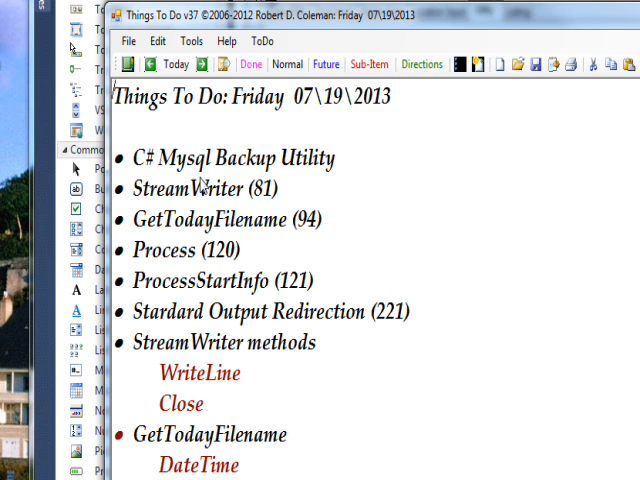 Things To Do v37 ©2006-2012 Robert D. Coleman: Friday 07\19\2013
File Edit Tools Help ToDo
Today Done Normal Future Sub-Item Directions
Things To Do: Friday 07\19\2013
Commo
• C# Mysql Backup Utility
• StreamWriter (81)
• GetTodayFilename (94)
• Process (120)
• ProcessStartInfo (121)
• Stardard Output Redirection (221)
• StreamWriter methods
WriteLine
Close
• GetTodayFilename
DateTime